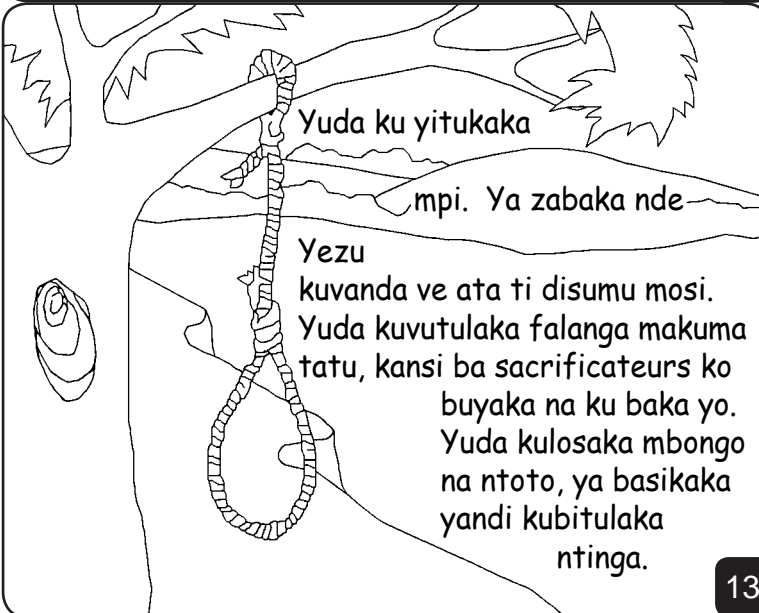 Yuda ku yitukaka
mpi. Ya zabaka nde
Yezu
kuvanda ve ata ti disumu mosi.
Yuda kuvutulaka falanga makuma
tatu, kansi ba sacrificateurs ko
buyaka na ku baka yo.
Yuda kulosaka mbongo
na ntoto, ya basikaka
yandi kubitulaka
ntinga.
13